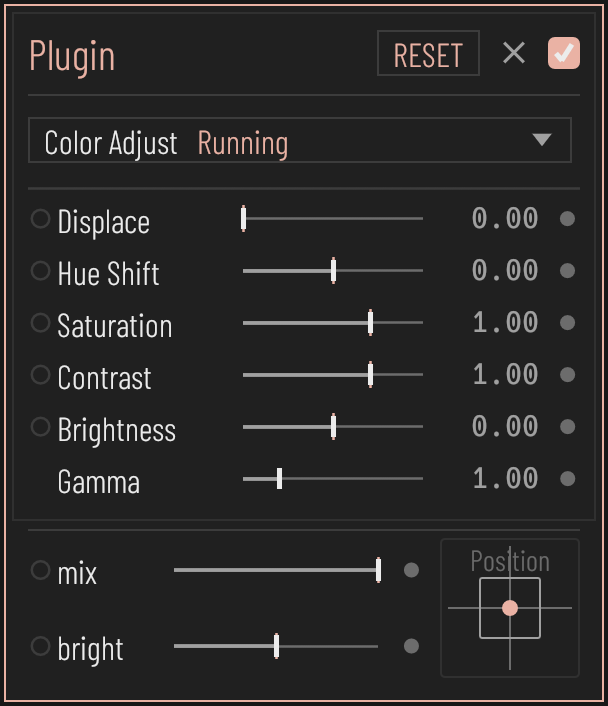 Plugin RESET
Color Adjust Running
Displace 0.00
Hue Shift 0.00
Saturation 1.00
Contrast 1.00
Brightness 0.00
Gamma 1.00
Position
mix
bright